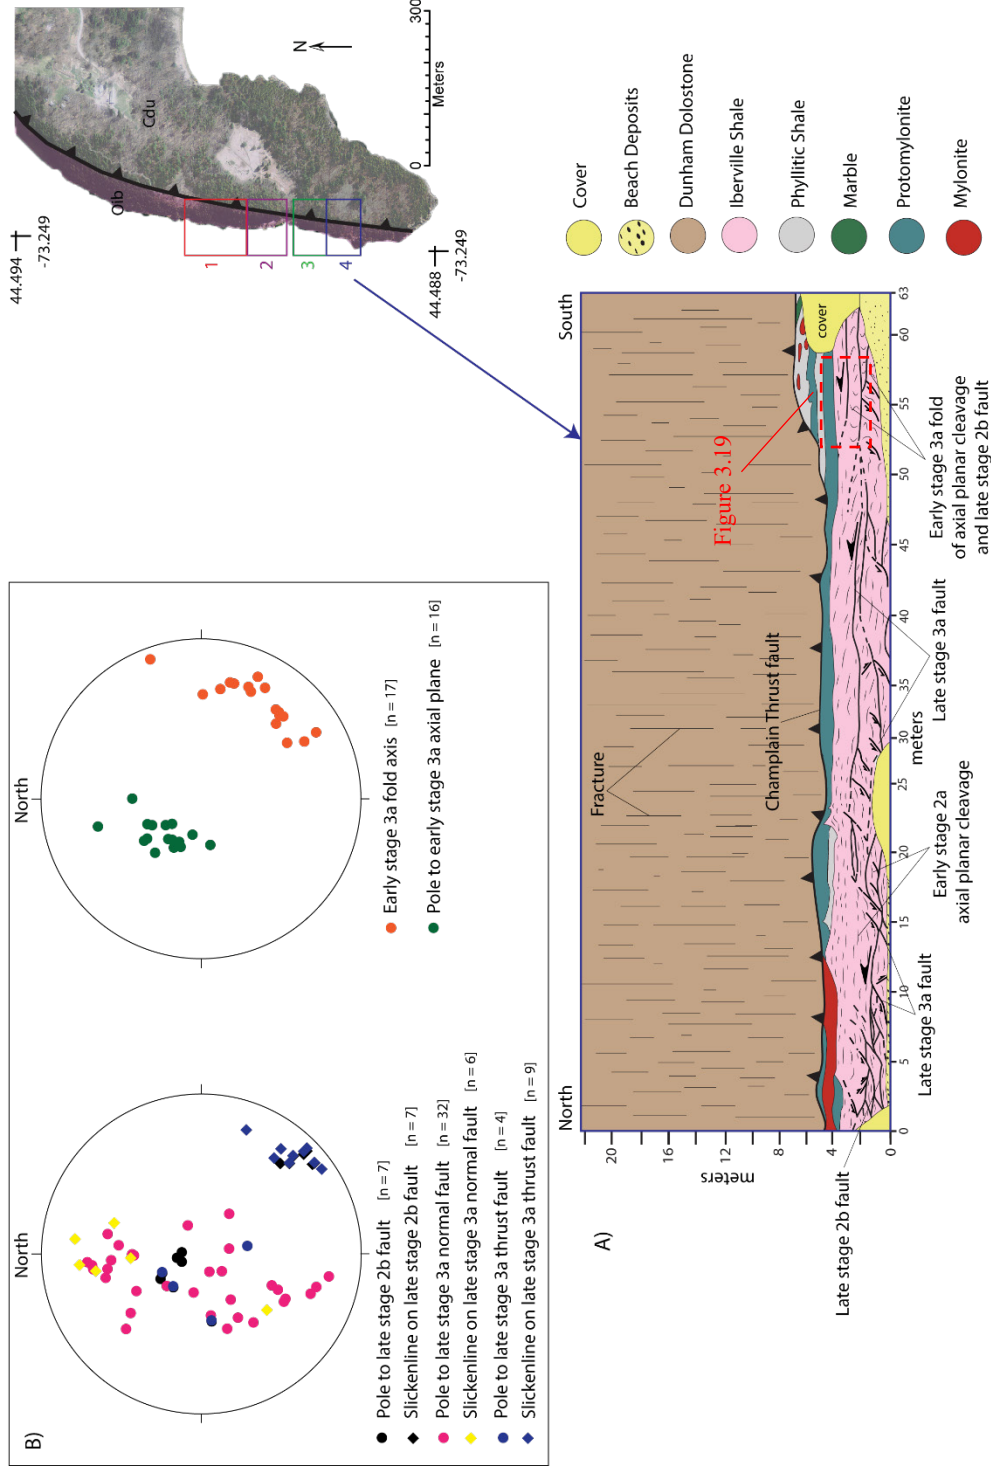 B)
North
Pole to late stage 2b fault [n = 7]
Slickenline on late stage 2b fault [n = 7]
Pole to late stage 3a normal fault [n = 32]
Slickenline on late stage 3a normal fault [n = 6]
Pole to late stage 3a thrust fault [n = 4]
Slickenline on late stage 3a thrust fault [n = 9]
North
Early stage 3a fold axis [n = 17]
Pole to early stage 3a axial plane [n = 16]
44.494
-73.249
Oib
Cdu
N
1
2
3
4
44.488
-73.249
0
300
Meters
A)
North
South
20
16
12
8
4
0
meters
Fracture
Champlain Thrust fault
Figure 3.19
cover
0
5
10
15
20
25
30
35
40
45
50
55
60
63
meters
Late stage 2b fault
Late stage 3a fault
Early stage 2a
axial planar cleavage
Late stage 3a fault
Early stage 3a fold
of axial planar cleavage
and late stage 2b fault
Cover
Beach Deposits
Dunham Dolostone
Iberville Shale
Phyllitic Shale
Marble
Protomylonite
Mylonite